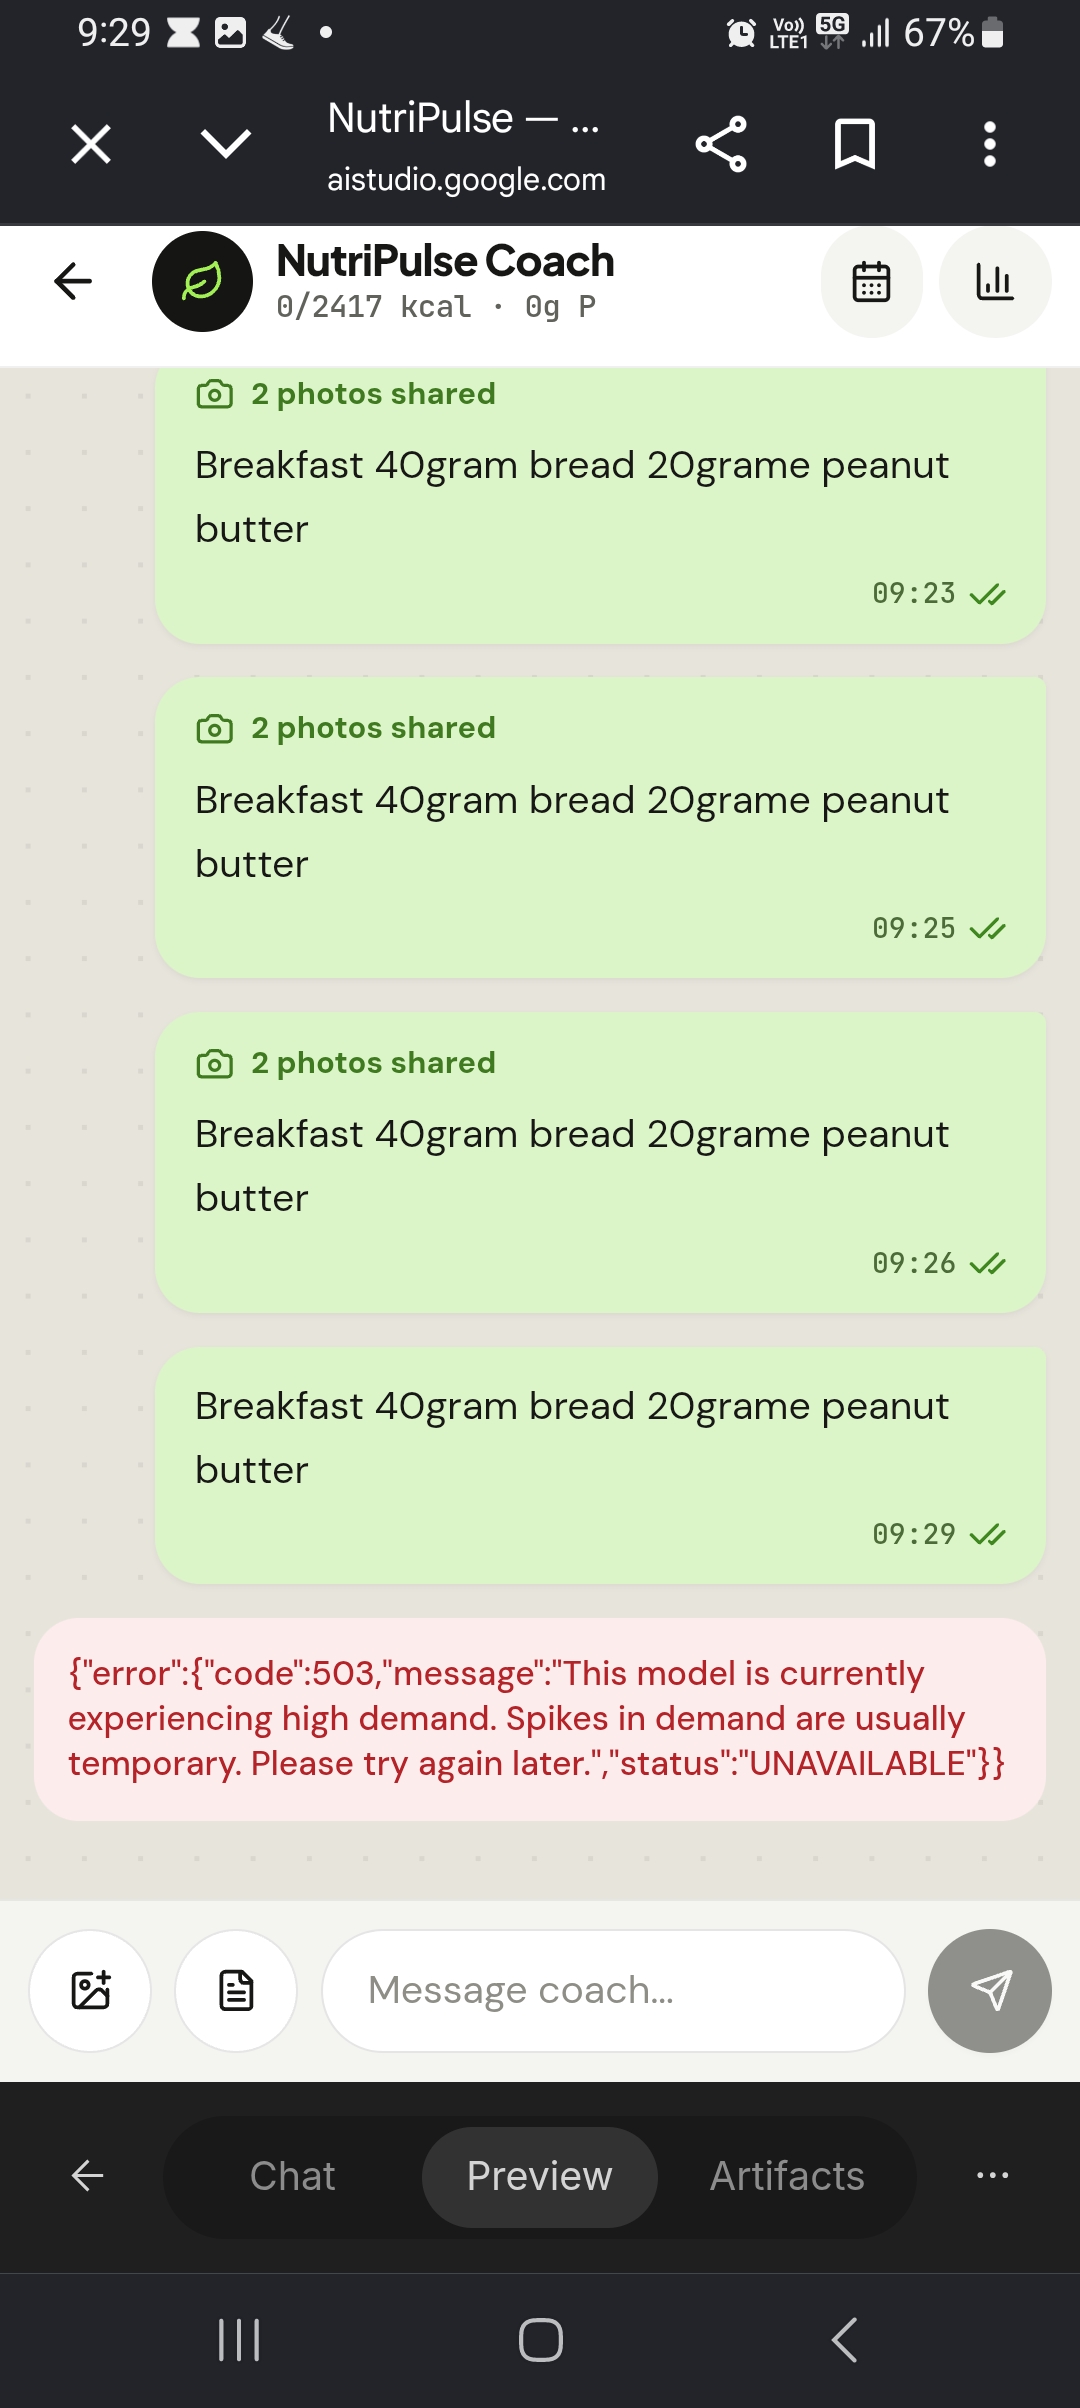 9:29
Vo)) LTE1 5G 67%
NutriPulse — ...
aistudio.google.com
NutriPulse Coach
0/2417 kcal · 0g P
2 photos shared
Breakfast 40gram bread 20grame peanut
butter
09:23
2 photos shared
Breakfast 40gram bread 20grame peanut
butter
09:25
2 photos shared
Breakfast 40gram bread 20grame peanut
butter
09:26
Breakfast 40gram bread 20grame peanut
butter
09:29
{"error":{"code":503,"message":"This model is currently
experiencing high demand. Spikes in demand are usually
temporary. Please try again later.","status":"UNAVAILABLE"}}
Message coach...
Chat Preview Artifacts